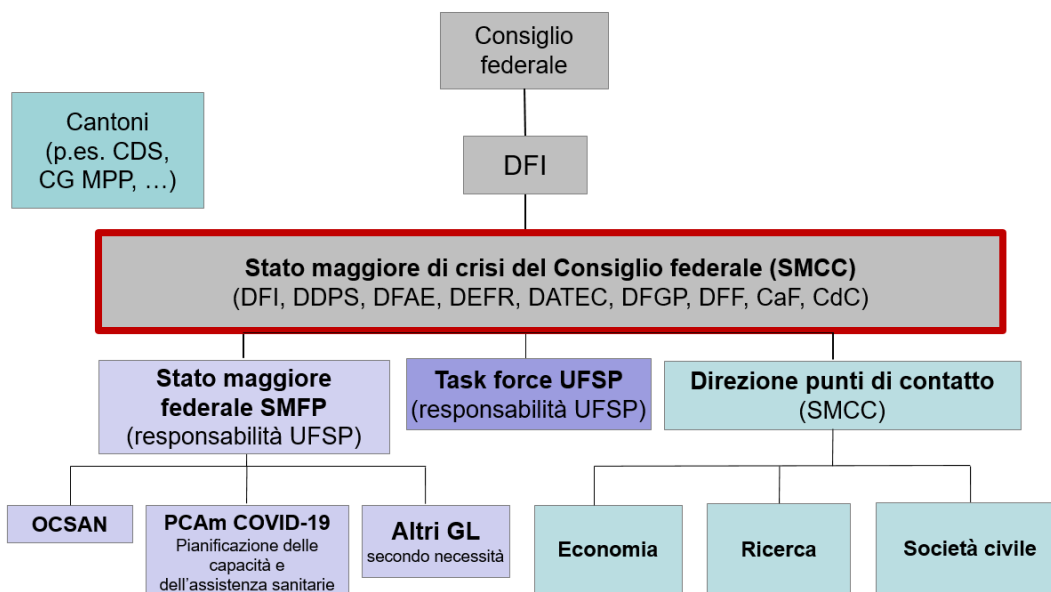 Consiglio
federale
Cantoni
(p.es. CDS,
CG MPP, …)
DFI
Stato maggiore di crisi del Consiglio federale (SMCC)
(DFI, DDPS, DFAE, DEFR, DATEC, DFGP, DFF, CaF, CdC)
Stato maggiore
federale SMFP
(responsabilità UFSP)
Task force UFSP
(responsabilità UFSP)
Direzione punti di contatto
(SMCC)
OCSAN
PCAm COVID-19
Pianificazione delle
capacità e
dell’assistenza sanitarie
Altri GL
secondo necessità
Economia
Ricerca
Società civile